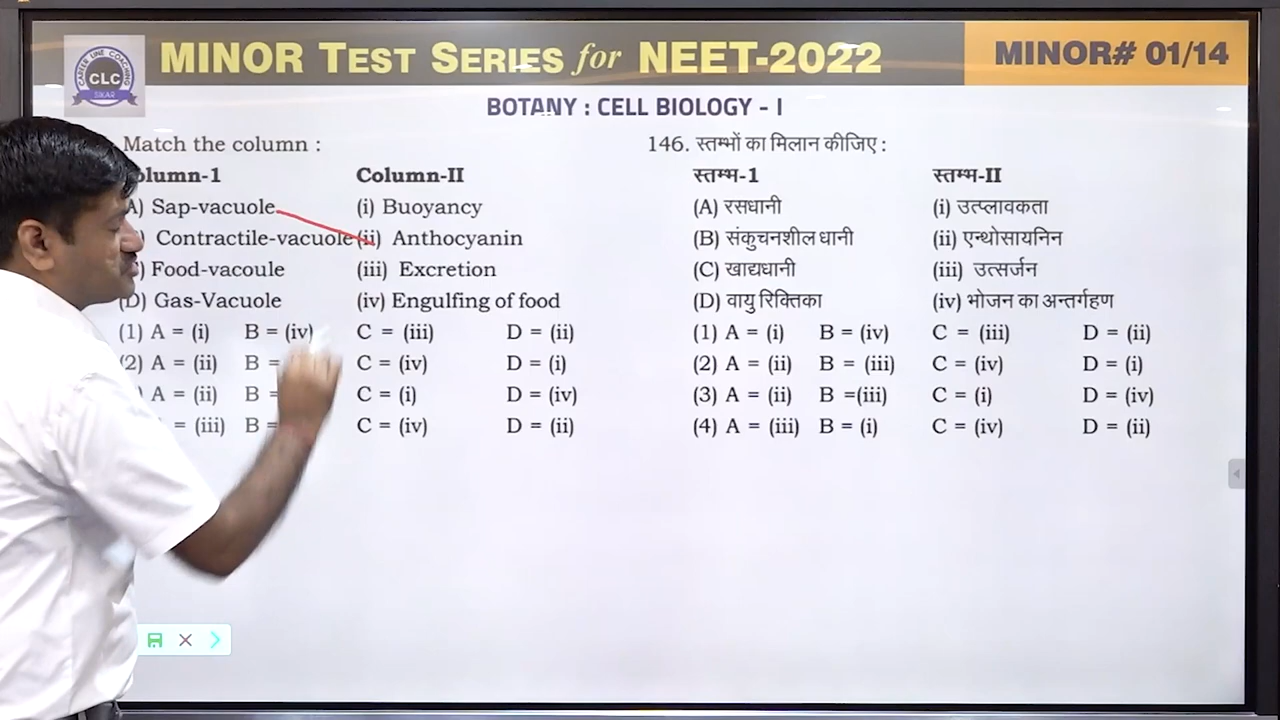 CAREER LINE COACHING
CLC
SIKAR
MINOR TEST SERIES for NEET-2022
MINOR# 01/14
BOTANY : CELL BIOLOGY - I
Match the column :
olumn-1 Column-II
A) Sap-vacuole (i) Buoyancy
) Contractile-vacuole (ii) Anthocyanin
) Food-vacoule (iii) Excretion
(D) Gas-Vacuole (iv) Engulfing of food
(1) A = (i) B = (iv) C = (iii) D = (ii)
(2) A = (ii) B = C = (iv) D = (i)
) A = (ii) B = C = (i) D = (iv)
= (iii) B = C = (iv) D = (ii)
146. स्तम्भों का मिलान कीजिए :
स्तम्भ-1 स्तम्भ-II
(A) रसधानी (i) उत्प्लावकता
(B) संकुचनशील धानी (ii) एन्थोसायनिन
(C) खाद्यधानी (iii) उत्सर्जन
(D) वायु रिक्तिका (iv) भोजन का अन्तर्गहण
(1) A = (i) B = (iv) C = (iii) D = (ii)
(2) A = (ii) B = (iii) C = (iv) D = (i)
(3) A = (ii) B =(iii) C = (i) D = (iv)
(4) A = (iii) B = (i) C = (iv) D = (ii)